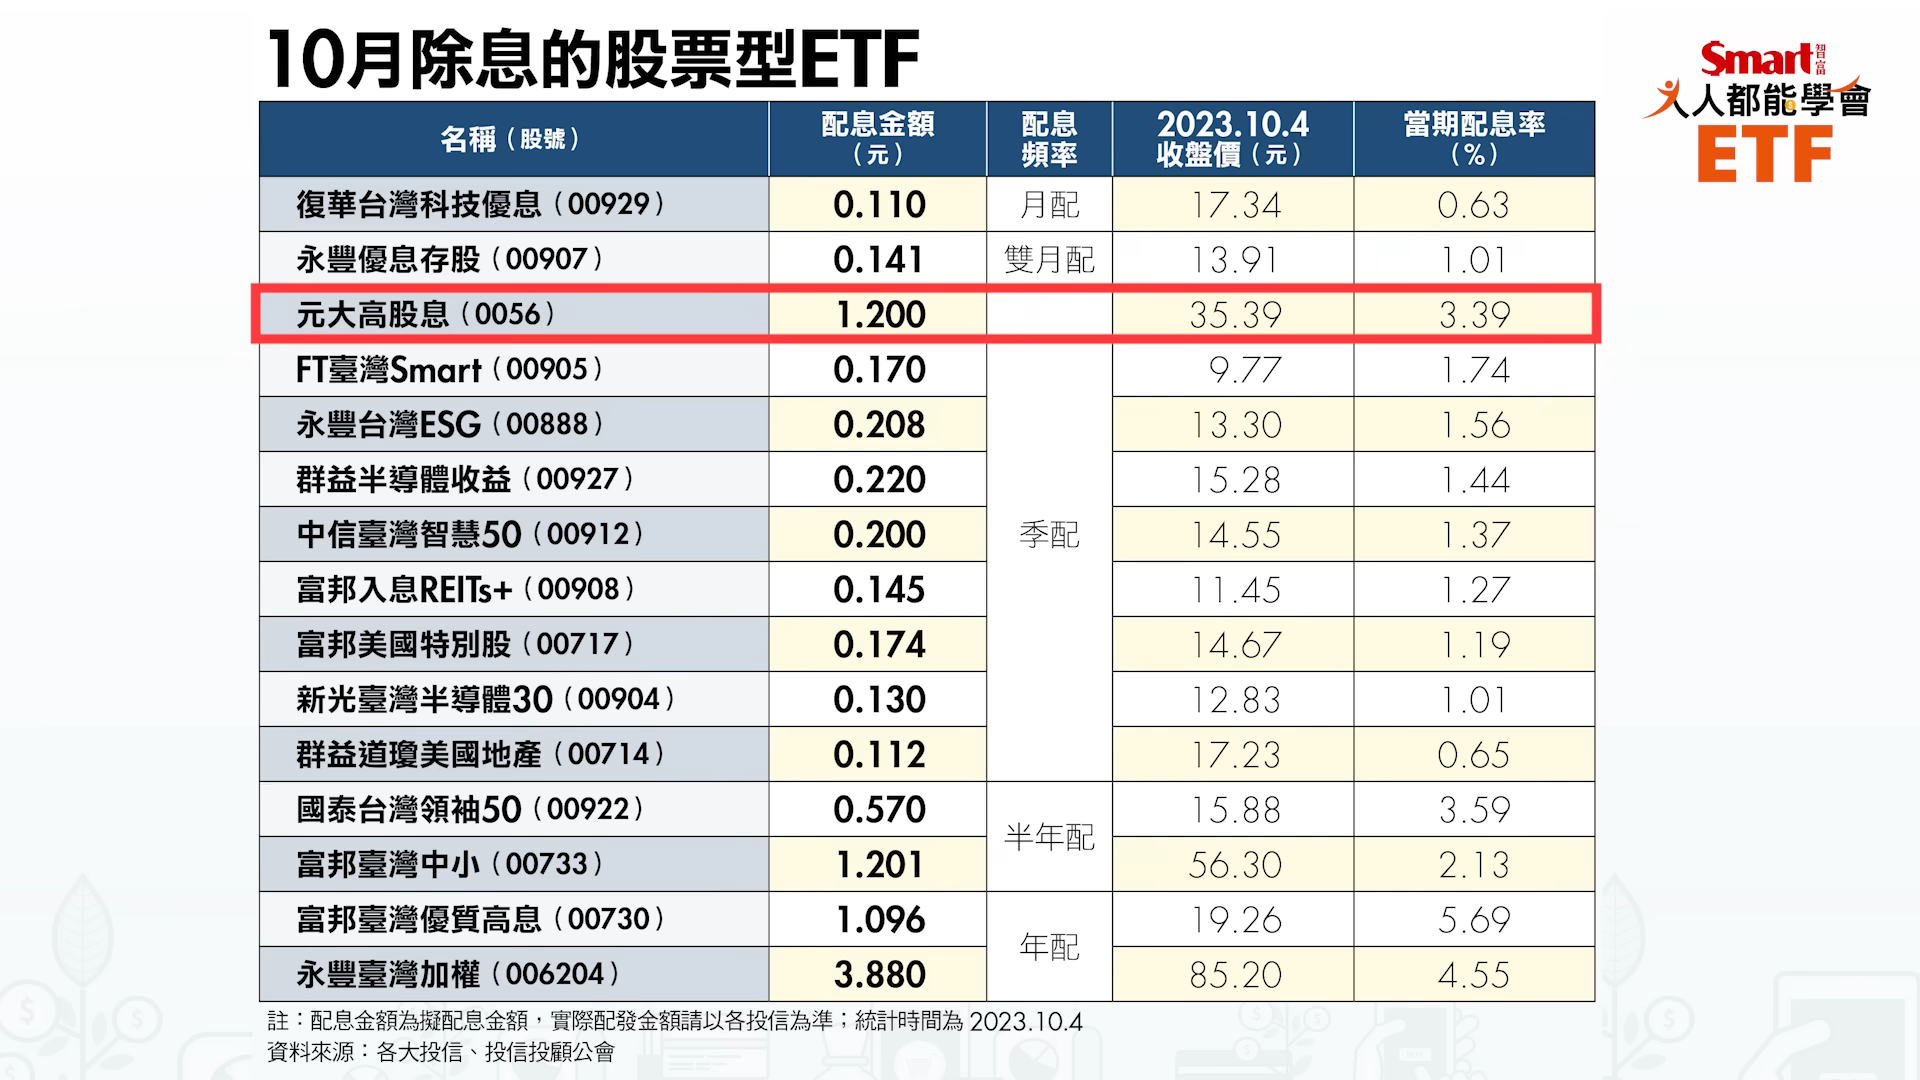 10月除息的股票型ETF
Smart智富
人人都能學會
ETF
名稱（股號） 配息金額（元） 配息頻率 2023.10.4收盤價（元） 當期配息率（%）
復華台灣科技優息（00929） 0.110 月配 17.34 0.63
永豐優息存股（00907） 0.141 雙月配 13.91 1.01
元大高股息（0056） 1.200 35.39 3.39
FT臺灣Smart（00905） 0.170 9.77 1.74
永豐台灣ESG（00888） 0.208 13.30 1.56
群益半導體收益（00927） 0.220 15.28 1.44
中信臺灣智慧50（00912） 0.200 季配 14.55 1.37
富邦入息REITs+（00908） 0.145 11.45 1.27
富邦美國特別股（00717） 0.174 14.67 1.19
新光臺灣半導體30（00904） 0.130 12.83 1.01
群益道瓊美國地產（00714） 0.112 17.23 0.65
國泰台灣領袖50（00922） 0.570 半年配 15.88 3.59
富邦臺灣中小（00733） 1.201 56.30 2.13
富邦臺灣優質高息（00730） 1.096 年配 19.26 5.69
永豐臺灣加權（006204） 3.880 85.20 4.55
註：配息金額為擬配息金額，實際配發金額請以各投信為準；統計時間為 2023.10.4
資料來源：各大投信、投信投顧公會